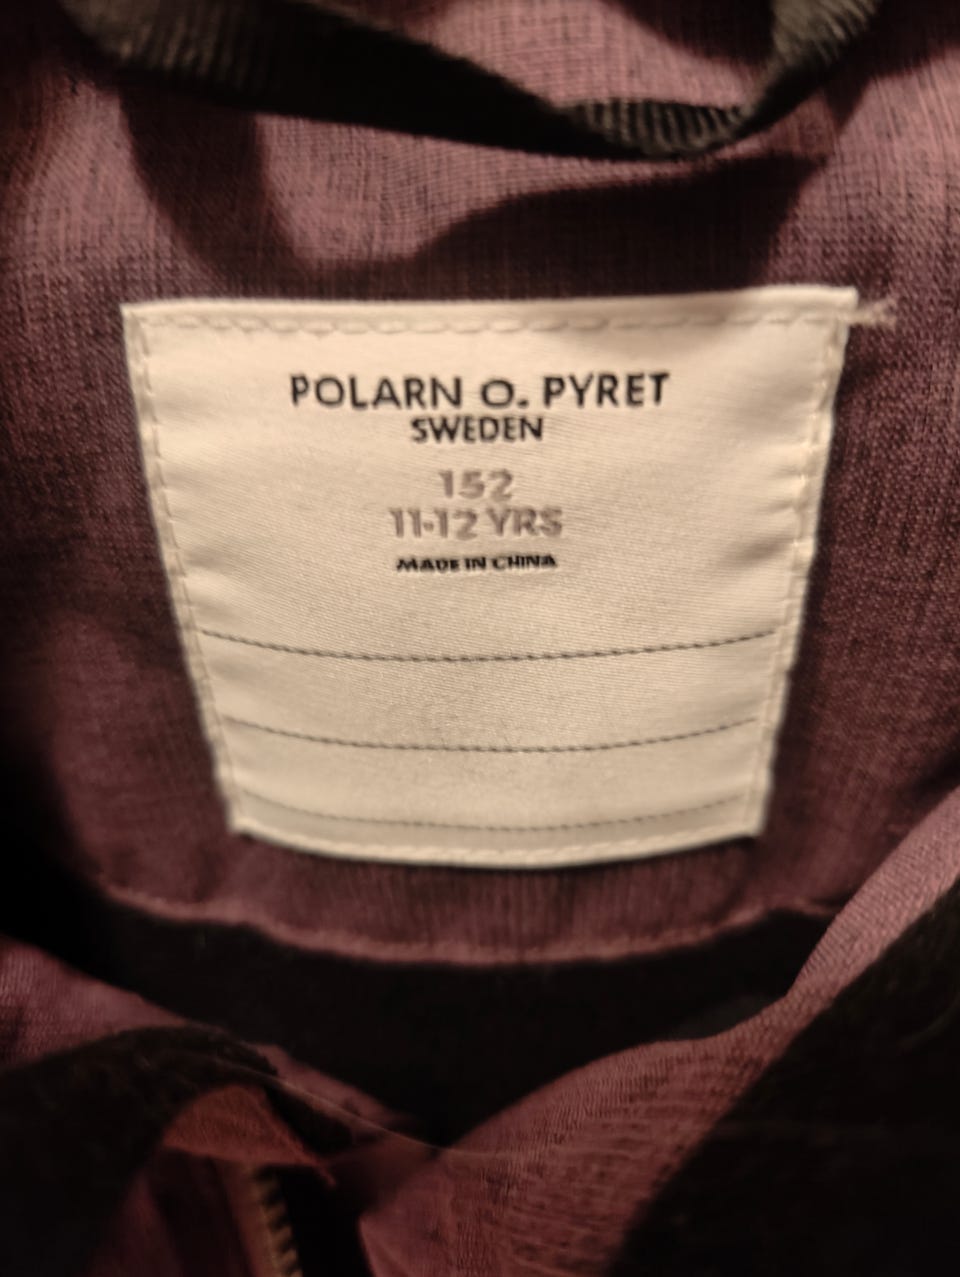 POLARN O. PYRET
SWEDEN
152
11-12 YRS
MADE IN CHINA